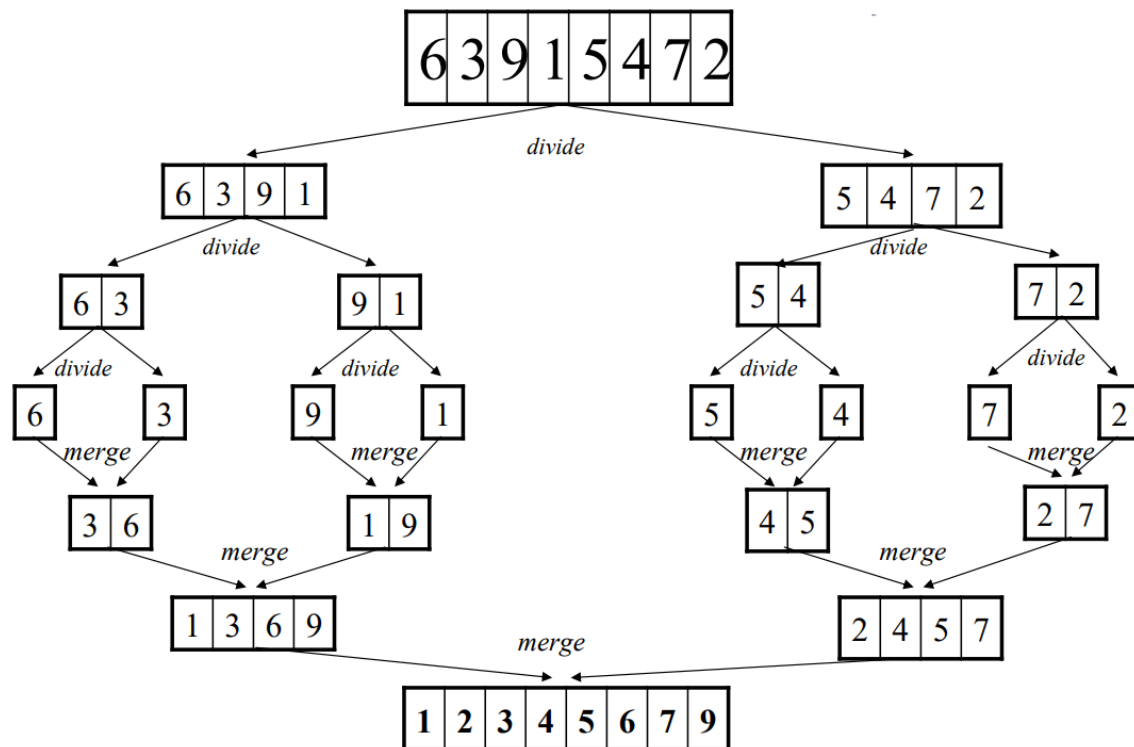 6 3 9 1 5 4 7 2
divide
6 3 9 1 5 4 7 2
divide divide
6 3 9 1 5 4 7 2
divide divide divide divide
6 3 9 1 5 4 7 2
merge merge merge merge
3 6 1 9 4 5 2 7
merge merge
1 3 6 9 2 4 5 7
merge
1 2 3 4 5 6 7 9